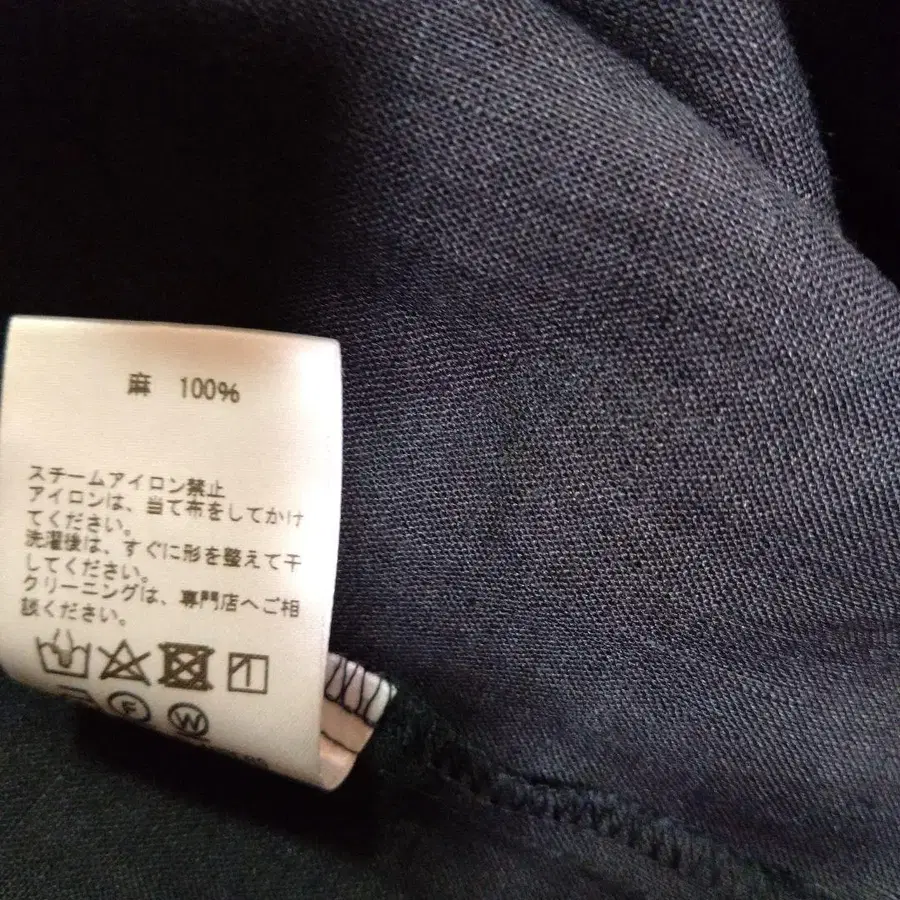 麻 100%
スチームアイロン禁止
アイロンは、当て布をしてかけ
てください。
洗濯後は、すぐに形を整えて干
してください。
クリーニングは、専門店へご相
談ください。
F W